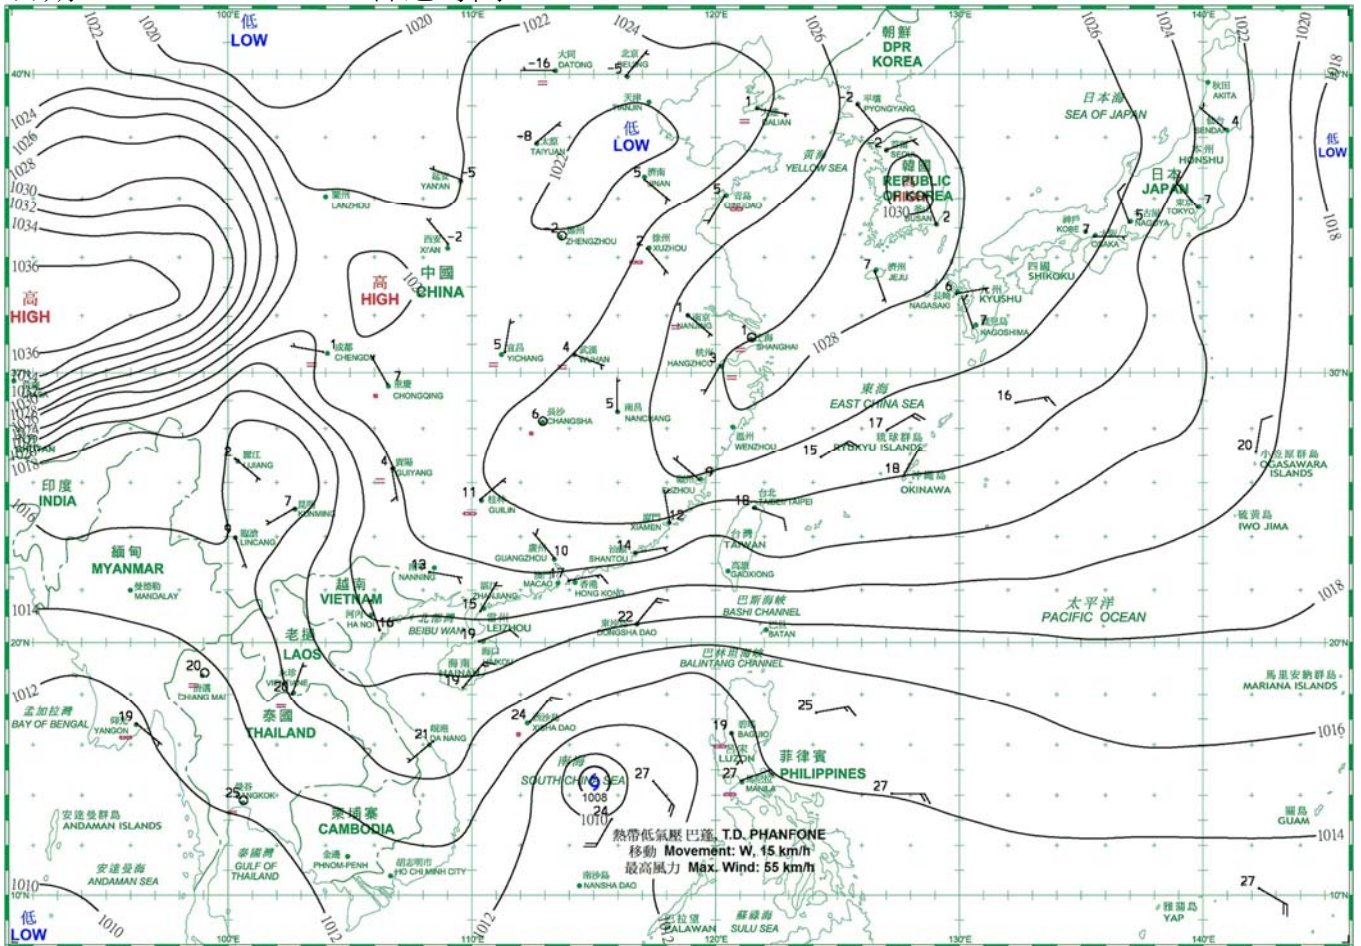 1022
1020
低
LOW
1020
1022
1024
1026
朝鮮
DPR
KOREA
1026
1024
1022
1020
1018
100°E
110°E
120°E
130°E
140°E
40°N
大同
DATONG
-16
北京
BEIJING
-5
天津
TIANJIN
低
LOW
1022
太原
TAIYUAN
-8
1
DALIAN
-2
平壤
PYONGYANG
日本海
SEA OF JAPAN
秋田
AKITA
仙台
SENDAI
4
本州
HONSHU
低
LOW
1018
1024
1026
1028
1030
1032
1034
1036
高
HIGH
1036
蘭州
LANZHOU
延安
YAN'AN
-5
西安
XI'AN
-2
中國
CHINA
高
HIGH
-2
鄭州
ZHENGZHOU
濟南
JINAN
5
青島
QINGDAO
5
徐州
XUZHOU
2
黃海
YELLOW SEA
-2
SEOUL
韓國
REPUBLIC
OF KOREA
HIGH
1030
BUSAN
濟州
JEJU
7
日本
JAPAN
東京
TOKYO
7
NAGOYA
5
神戶
KOBE
7
OSAKA
四國
SHIKOKU
九州
KYUSHU
長崎
NAGASAKI
6
鹿兒島
KAGOSHIMA
7
30°N
成都
CHENGDU
1
重慶
CHONGQING
7
宜昌
YICHANG
5
武漢
WUHAN
4
南京
NANJING
1
上海
SHANGHAI
1
杭州
HANGZHOU
3
1028
長沙
CHANGSHA
6
南昌
NANCHANG
5
溫州
WENZHOU
東海
EAST CHINA SEA
16
17
15
琉球群島
RYUKYU ISLANDS
18
沖繩島
OKINAWA
20
小笠原群島
OGASAWARA
ISLANDS
硫黃島
IWO JIMA
1018
1016
印度
INDIA
麗江
LIJIANG
2
昆明
KUNMING
7
臨滄
LINCANG
9
貴陽
GUIYANG
4
桂林
GUILIN
11
福州
FUZHOU
9
廈門
XIAMEN
12
台北
TAIBEI/TAIPEI
18
台灣
TAIWAN
高雄
GAOXIONG
緬甸
MYANMAR
曼德勒
MANDALAY
越南
VIETNAM
河內
HA NOI
16
NANNING
13
廣州
GUANGZHOU
10
汕頭
SHANTOU
14
澳門
MACAO
17
香港
HONG KONG
湛江
ZHANJIANG
15
雷州
LEIZHOU
北部灣
BEIBU WAN
19
海口
HAIKOU
海南
HAINAN
19
東沙島
DONGSHA DAO
22
巴斯海峽
BASHI CHANNEL
BATAN
太平洋
PACIFIC OCEAN
1018
1014
老撾
LAOS
20°N
VIENTIANE
20
清邁
CHIANG MAI
20
泰國
THAILAND
1012
孟加拉灣
BAY OF BENGAL
仰光
YANGON
19
DA NANG
21
西沙島
XISHA DAO
24
巴林坦海峽
BALINTANG CHANNEL
碧瑤
BAGUIO
19
呂宋
LUZON
菲律賓
PHILIPPINES
MANILA
27
25
馬里安納群島
MARIANA ISLANDS
1016
南海
SOUTH CHINA SEA
27
1008
24
1010
27
曼谷
BANGKOK
25
安達曼群島
ANDAMAN ISLANDS
柬埔寨
CAMBODIA
金邊
PHNOM-PENH
胡志明市
HO CHI MINH CITY
泰國灣
GULF OF
THAILAND
安達曼海
ANDAMAN SEA
熱帶低氣壓 巴蓬, T.D. PHANFONE
移動 Movement: W, 15 km/h
最高風力 Max. Wind: 55 km/h
關島
GUAM
1014
27
雅蒲島
YAP
10°N
南沙島
NANSHA DAO
巴拉望
PALAWAN
蘇祿海
SULU SEA
1010
低
LOW
1010
1012
1012
1012